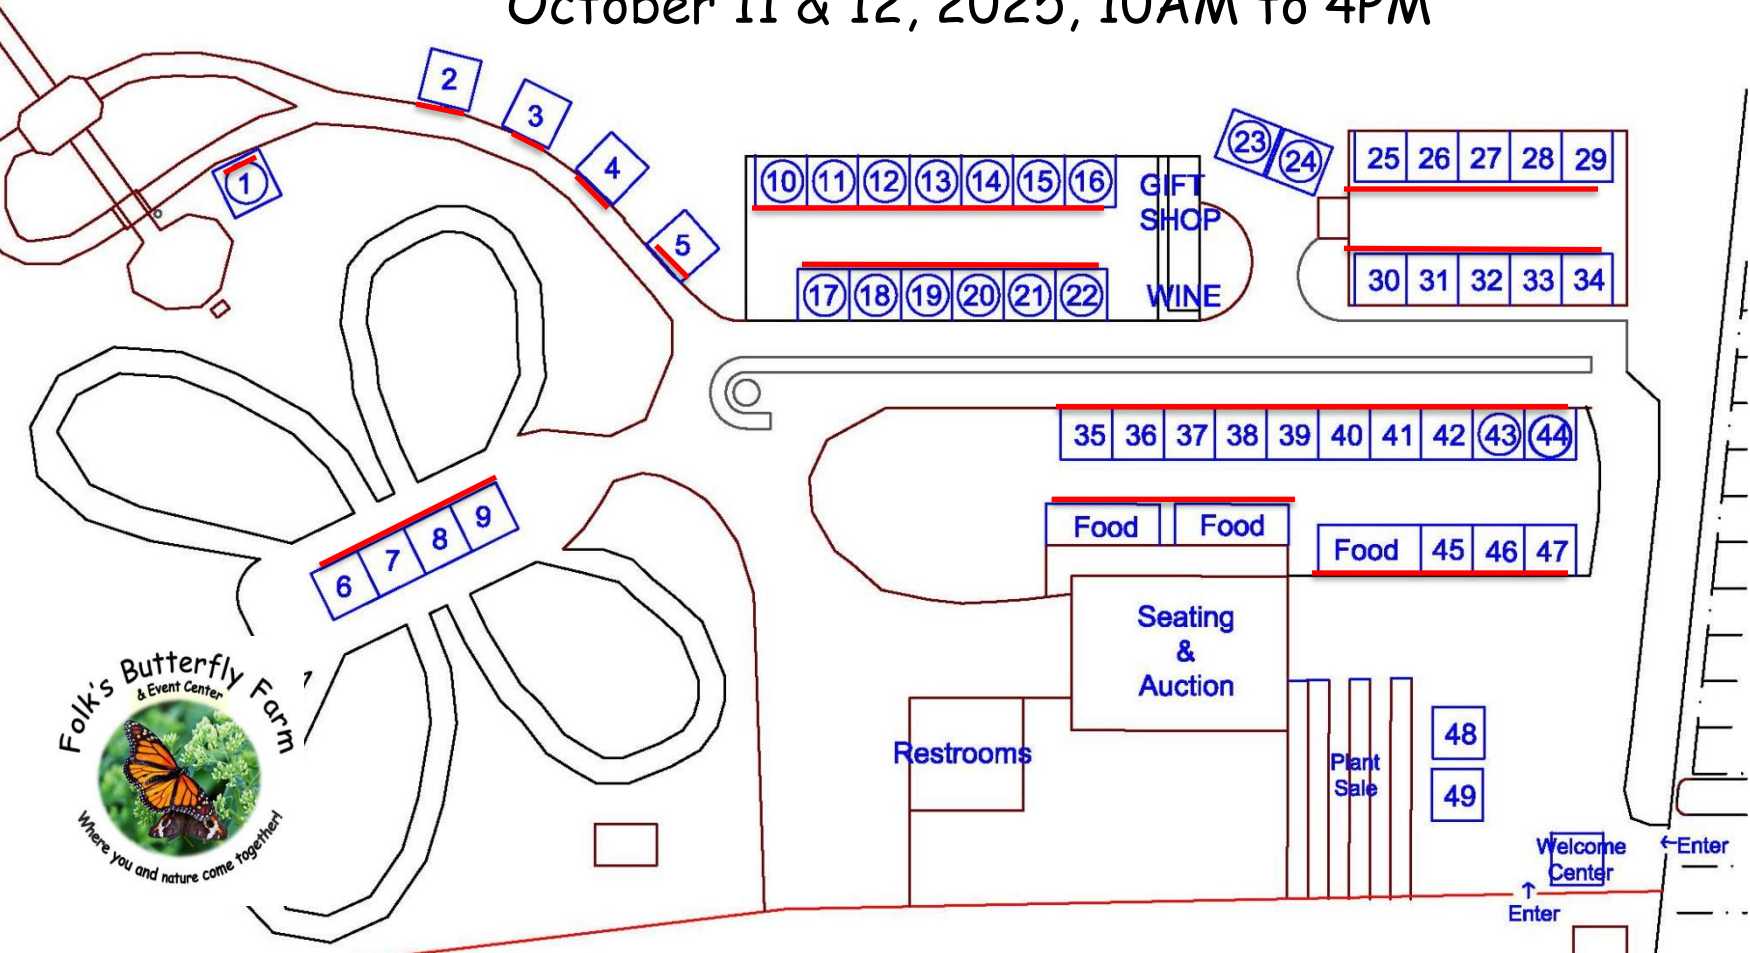 October 11 & 12, 2025, 10AM to 4PM
1
2
3
4
5
10 11 12 13 14 15 16
GIFT
SHOP
17 18 19 20 21 22
WINE
23 24
25 26 27 28 29
30 31 32 33 34
35 36 37 38 39 40 41 42 43 44
6 7 8 9
Food
Food
Food 45 46 47
Seating
&
Auction
Restrooms
Plant
Sale
48
49
Welcome
Center
←Enter
↑
Enter
Folk's Butterfly Farm
& Event Center
Where you and nature come together!